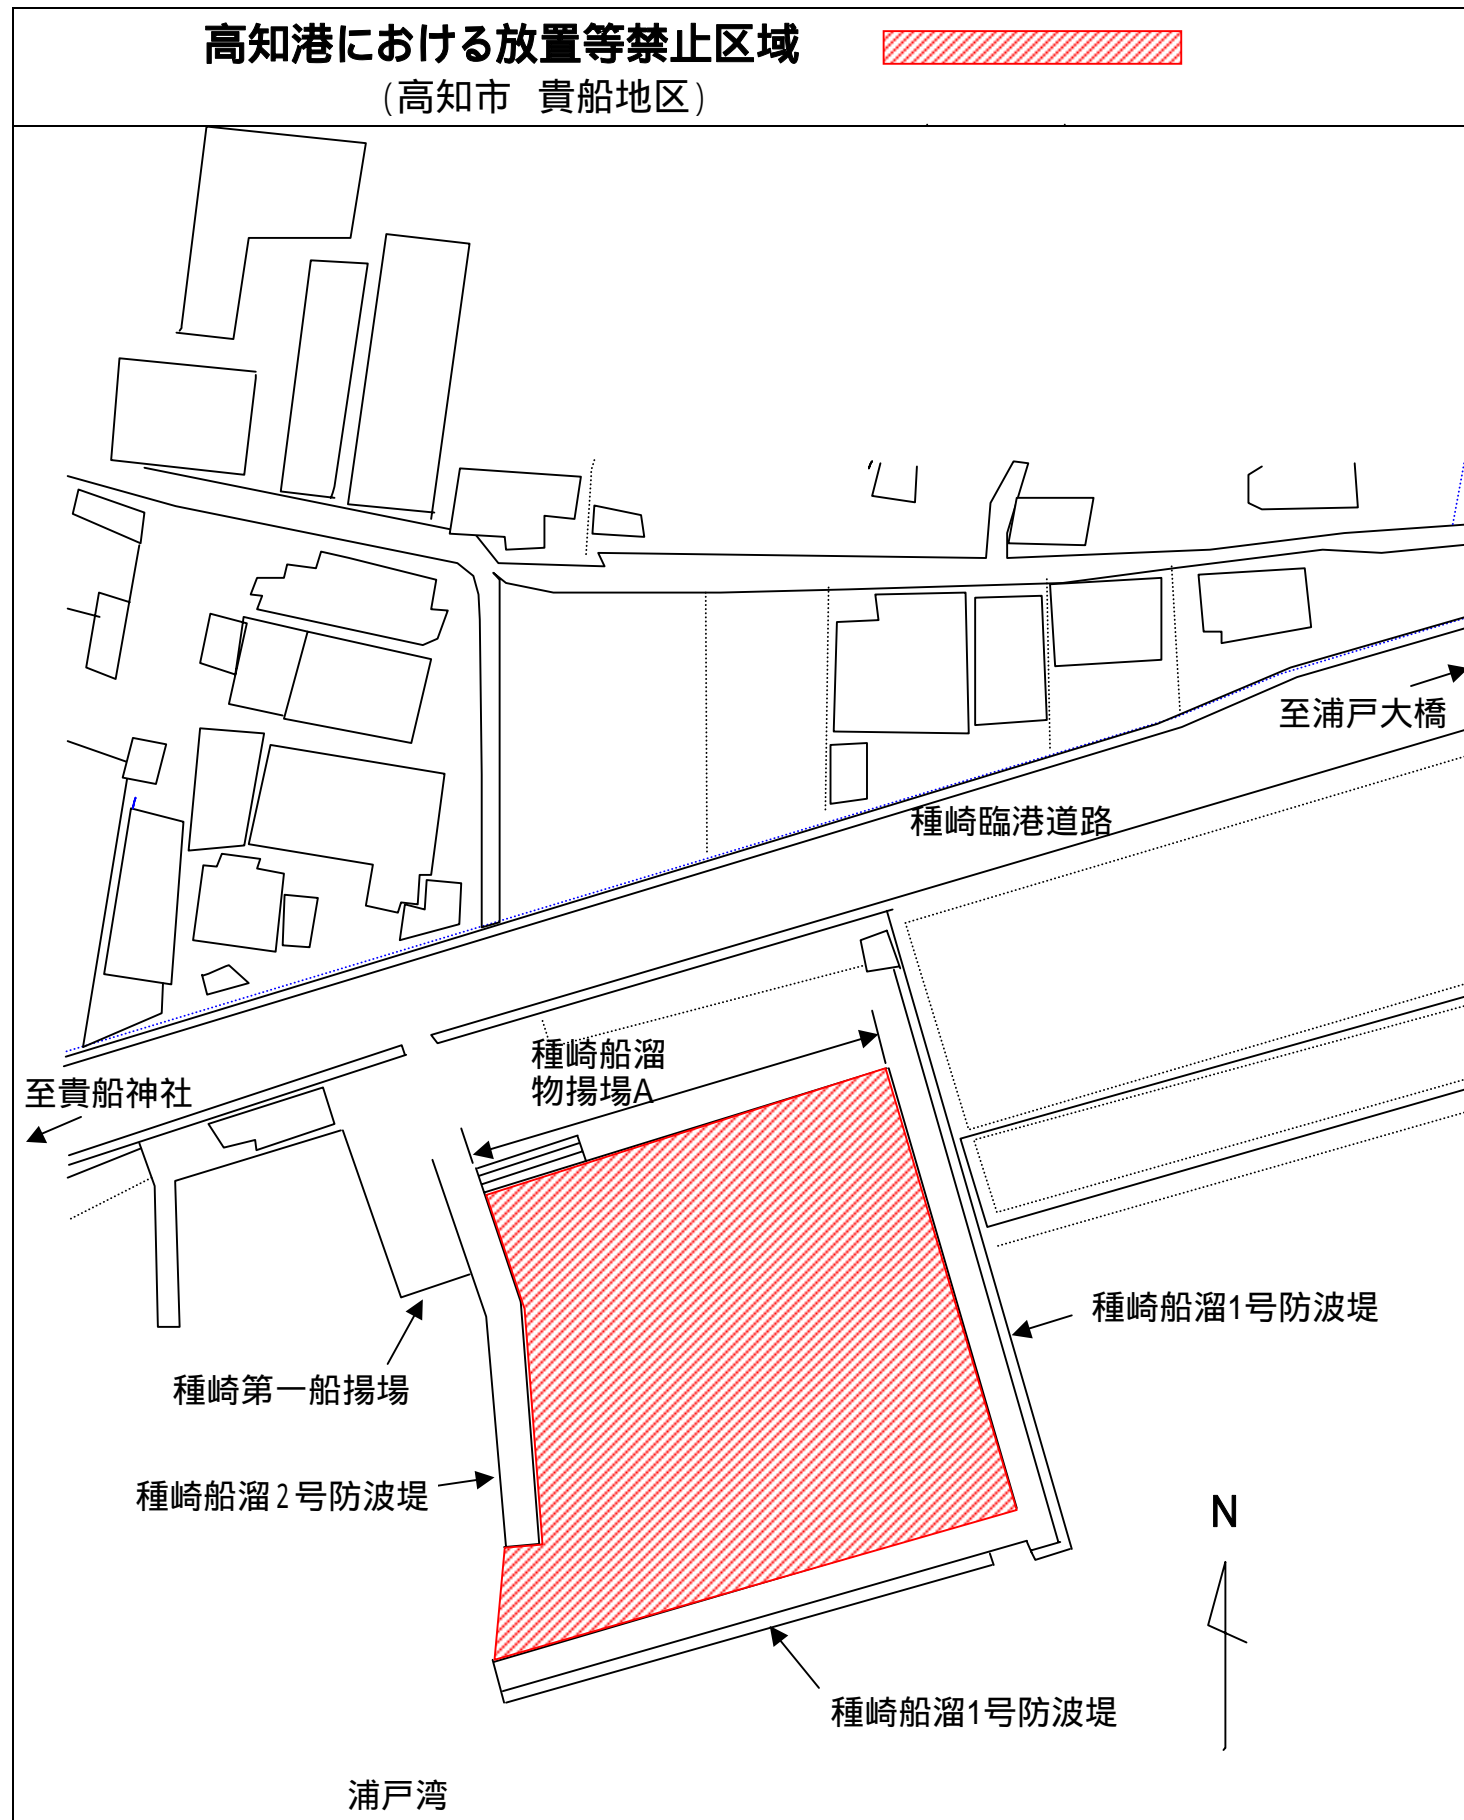 高知港における放置等禁止区域
(高知市　貴船地区)
至浦戸大橋
種崎臨港道路
種崎船溜
物揚場A
至貴船神社
種崎船溜1号防波堤
種崎第一船揚場
種崎船溜2号防波堤
N
種崎船溜1号防波堤
浦戸湾